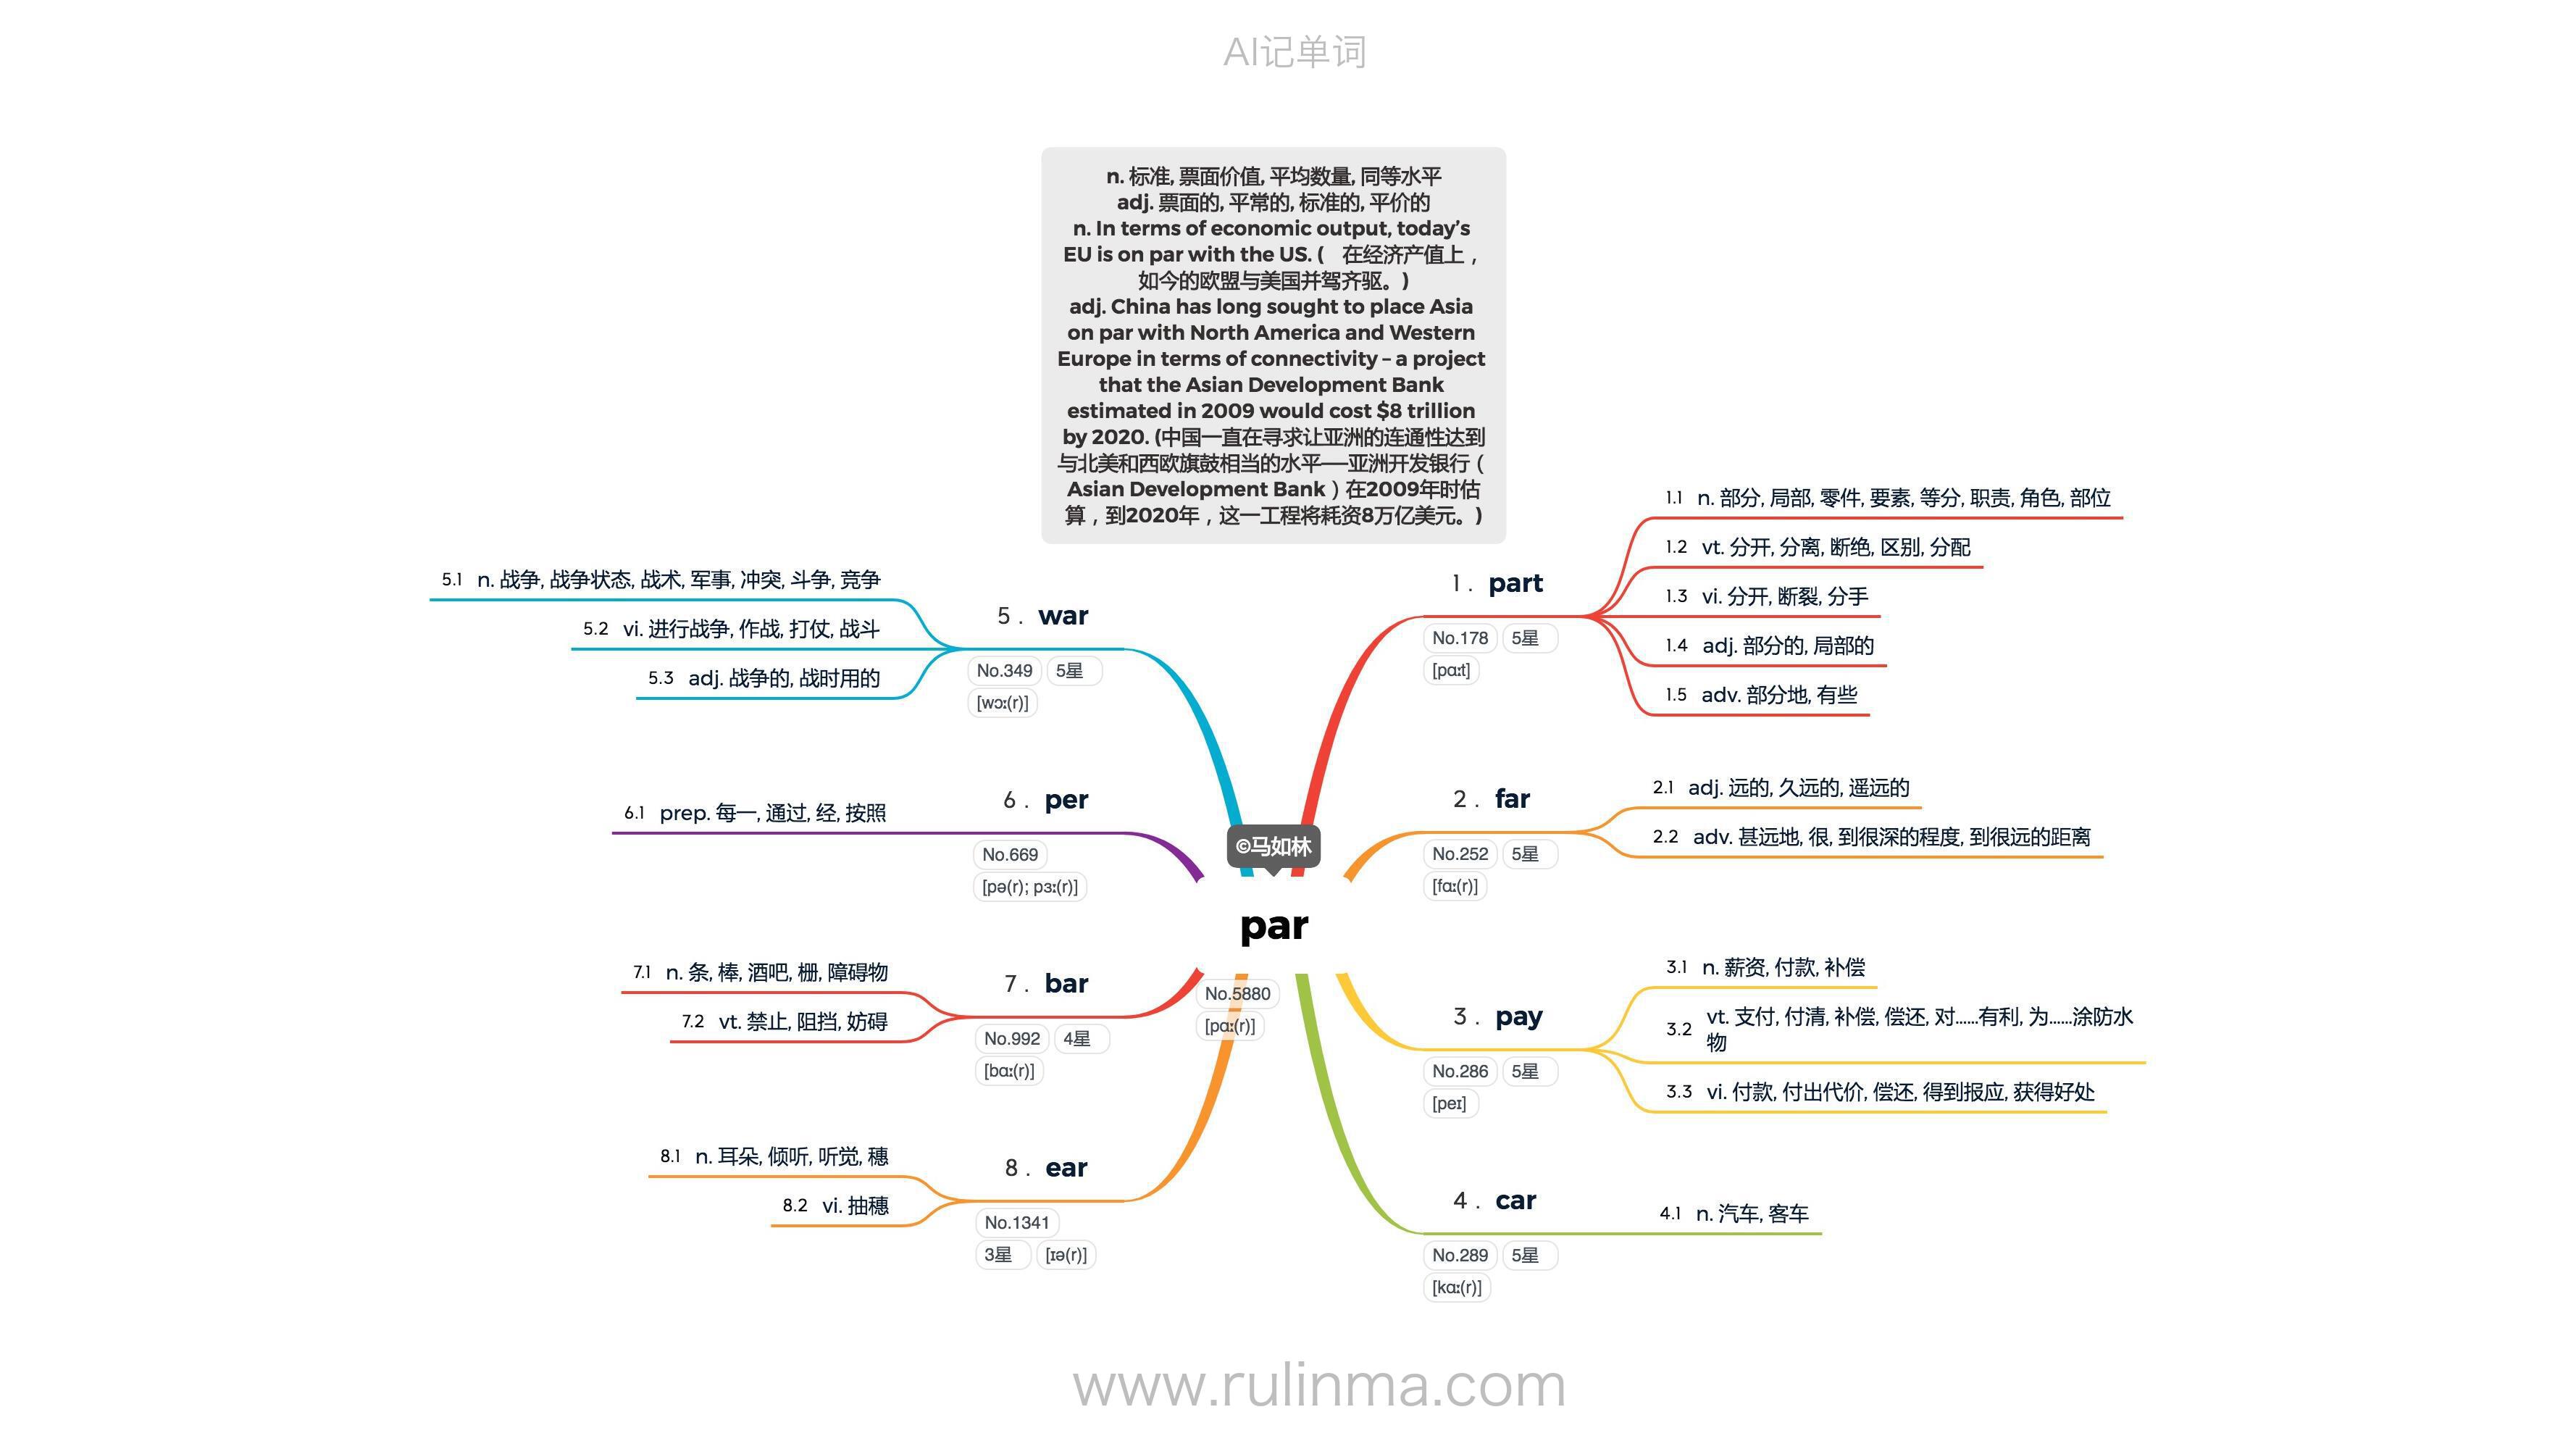 AI记单词
n. 标准, 票面价值, 平均数量, 同等水平
adj. 票面的, 平常的, 标准的, 平价的
n. In terms of economic output, today’s
EU is on par with the US. ( 在经济产值上，
如今的欧盟与美国并驾齐驱。)
adj. China has long sought to place Asia
on par with North America and Western
Europe in terms of connectivity – a project
that the Asian Development Bank
estimated in 2009 would cost $8 trillion
by 2020. (中国一直在寻求让亚洲的连通性达到
与北美和西欧旗鼓相当的水平——亚洲开发银行（
Asian Development Bank）在2009年时估
算，到2020年，这一工程将耗资8万亿美元。)
©马如林
par
No.5880
[pɑː(r)]
1. part
No.178 5星
[pɑːt]
1.1 n. 部分, 局部, 零件, 要素, 等分, 职责, 角色, 部位
1.2 vt. 分开, 分离, 断绝, 区别, 分配
1.3 vi. 分开, 断裂, 分手
1.4 adj. 部分的, 局部的
1.5 adv. 部分地, 有些
2. far
No.252 5星
[fɑː(r)]
2.1 adj. 远的, 久远的, 遥远的
2.2 adv. 甚远地, 很, 到很深的程度, 到很远的距离
3. pay
No.286 5星
[peɪ]
3.1 n. 薪资, 付款, 补偿
3.2 vt. 支付, 付清, 补偿, 偿还, 对……有利, 为……涂防水
物
3.3 vi. 付款, 付出代价, 偿还, 得到报应, 获得好处
4. car
No.289 5星
[kɑː(r)]
4.1 n. 汽车, 客车
5. war
No.349 5星
[wɔː(r)]
5.1 n. 战争, 战争状态, 战术, 军事, 冲突, 斗争, 竞争
5.2 vi. 进行战争, 作战, 打仗, 战斗
5.3 adj. 战争的, 战时用的
6. per
No.669
[pə(r); pɜː(r)]
6.1 prep. 每一, 通过, 经, 按照
7. bar
No.992 4星
[bɑː(r)]
7.1 n. 条, 棒, 酒吧, 栅, 障碍物
7.2 vt. 禁止, 阻挡, 妨碍
8. ear
No.1341
3星 [ɪə(r)]
8.1 n. 耳朵, 倾听, 听觉, 穗
8.2 vi. 抽穗
www.rulinma.com